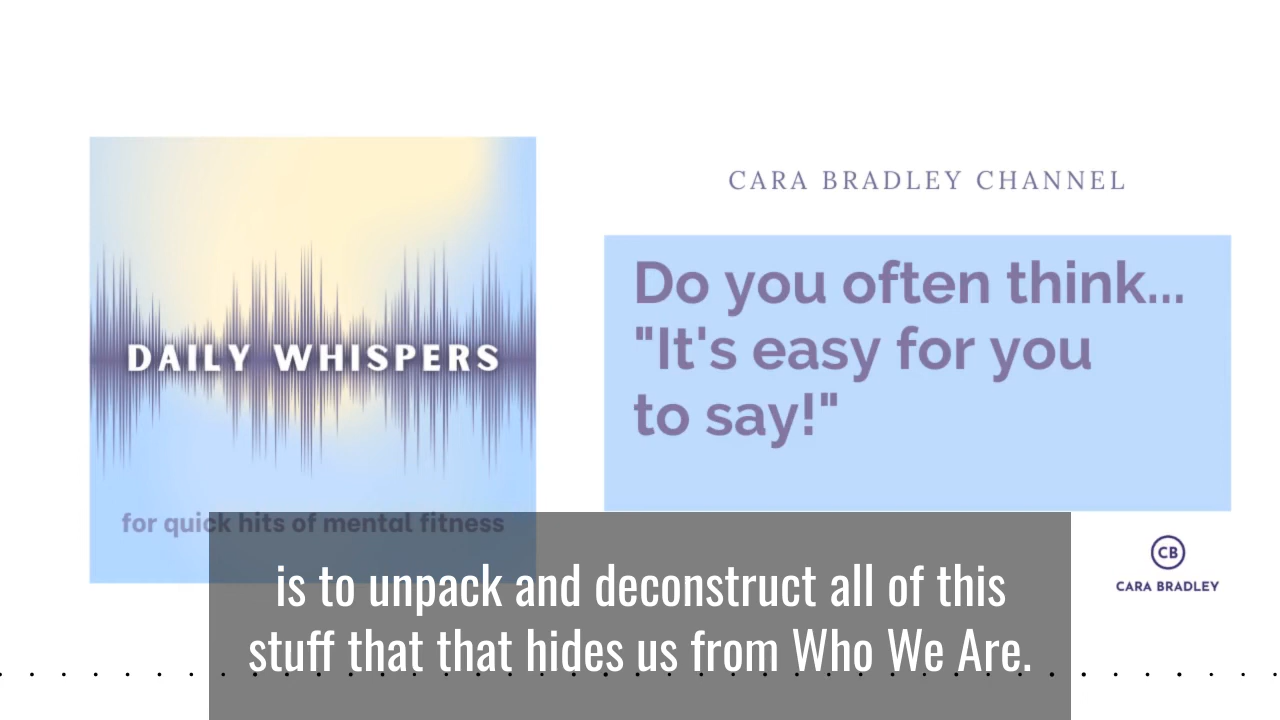 CARA BRADLEY CHANNEL
Do you often think...
"It's easy for you
to say!"
DAILY WHISPERS
for quick hits of mental fitness
CB
CARA BRADLEY
is to unpack and deconstruct all of this
stuff that that hides us from Who We Are.